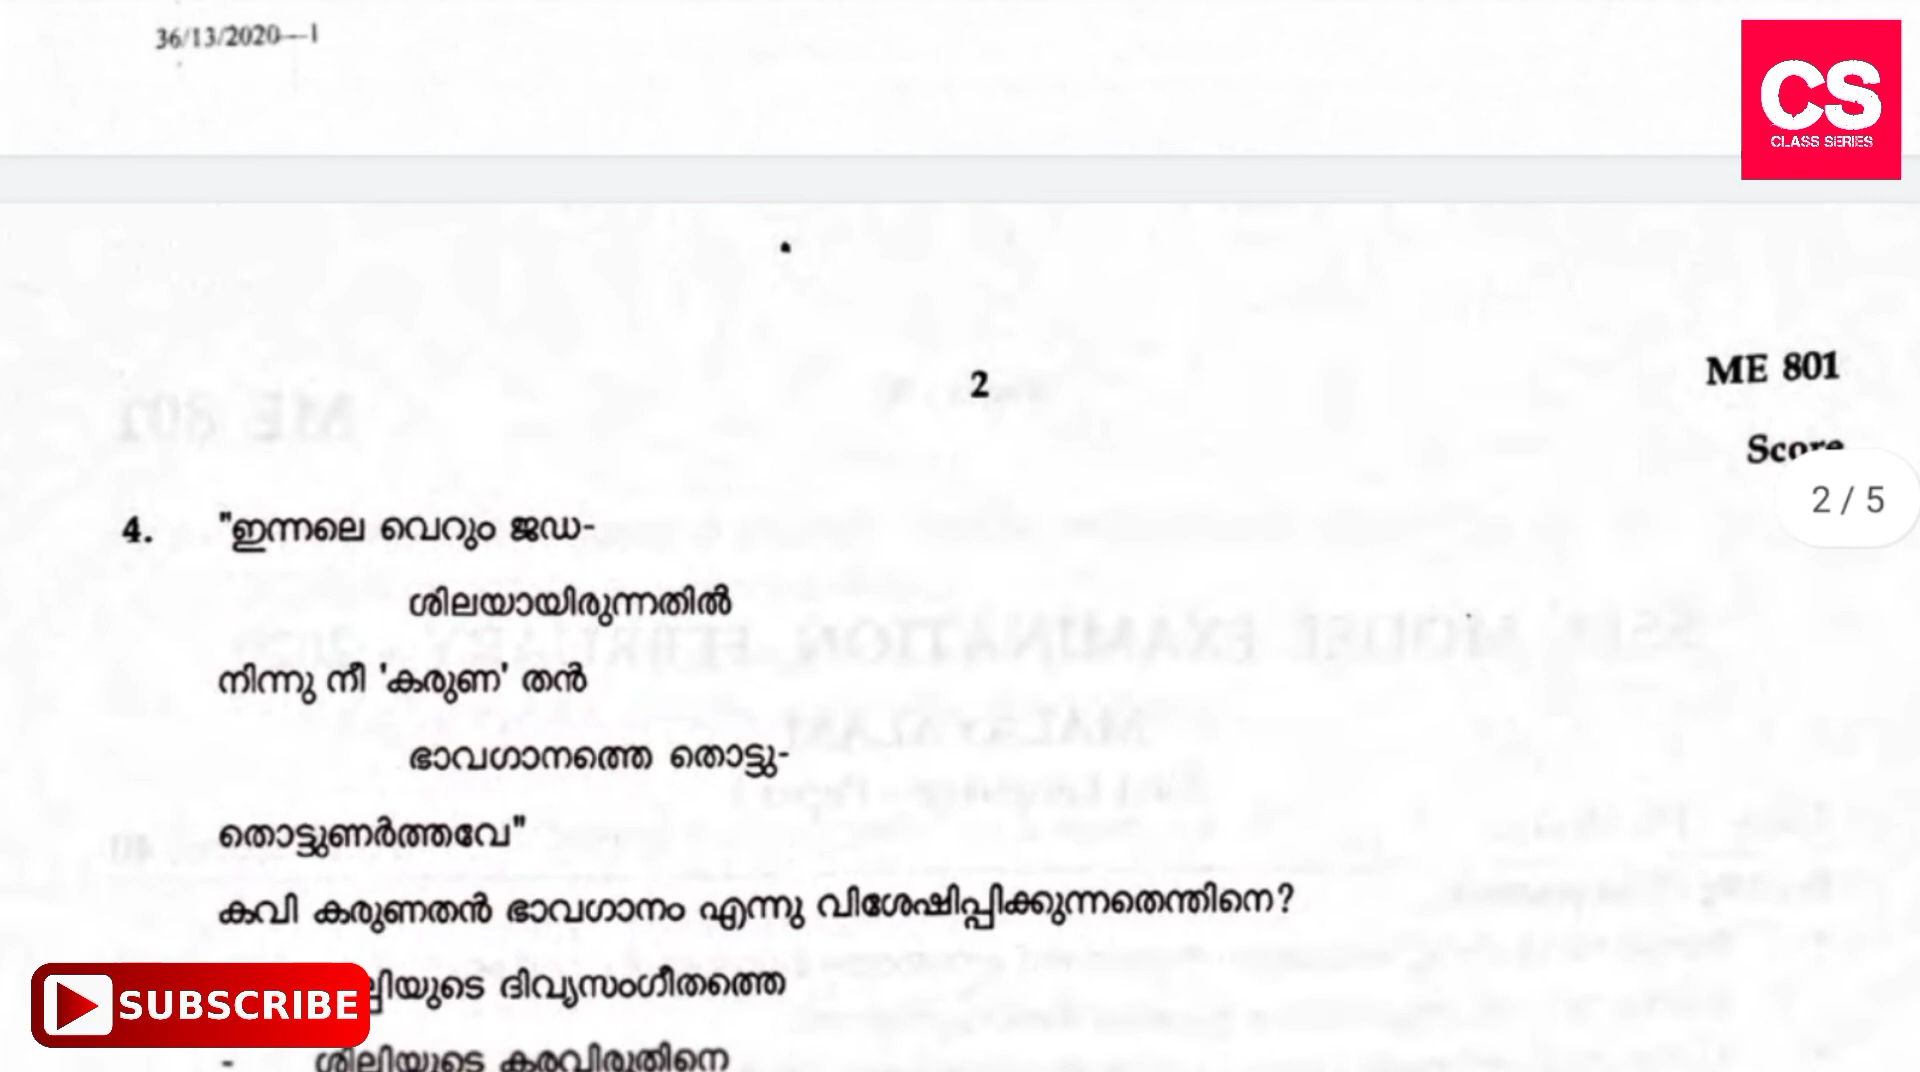 36/13/2020—1
CS
CLASS SERIES
2
ME 801
Score
2 / 5
4. "ഇന്നലെ വെറും ജഡ-
ശിലയായിരുന്നതിൽ
നിന്നു നീ 'കരുണ' തൻ
ഭാവഗാനത്തെ തൊട്ടു-
തൊട്ടുണർത്തവേ"
കവി കരുണതൻ ഭാവഗാനം എന്നു വിശേഷിപ്പിക്കുന്നതെന്തിനെ?
ദിവ്യസംഗീതത്തെ
SUBSCRIBE
- ശില്പിയുടെ കരവിരുതിനെ